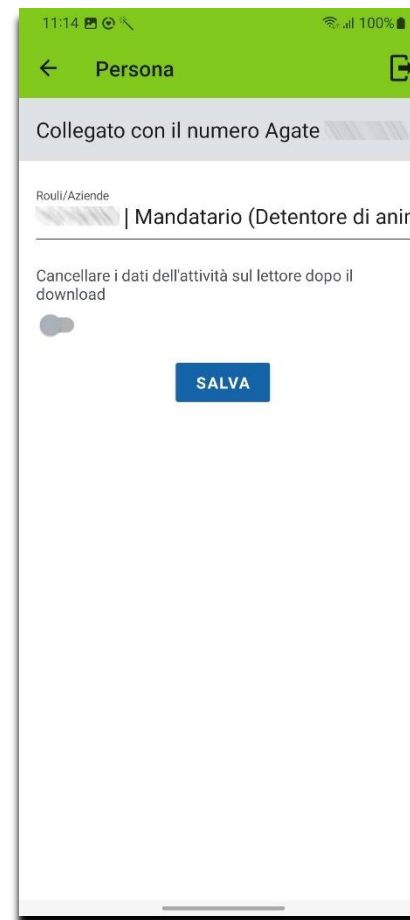 11:14 100%
Persona
Collegato con il numero Agate
Rouli/Aziende
| Mandatario (Detentore di anim
Cancellare i dati dell'attività sul lettore dopo il
download
SALVA